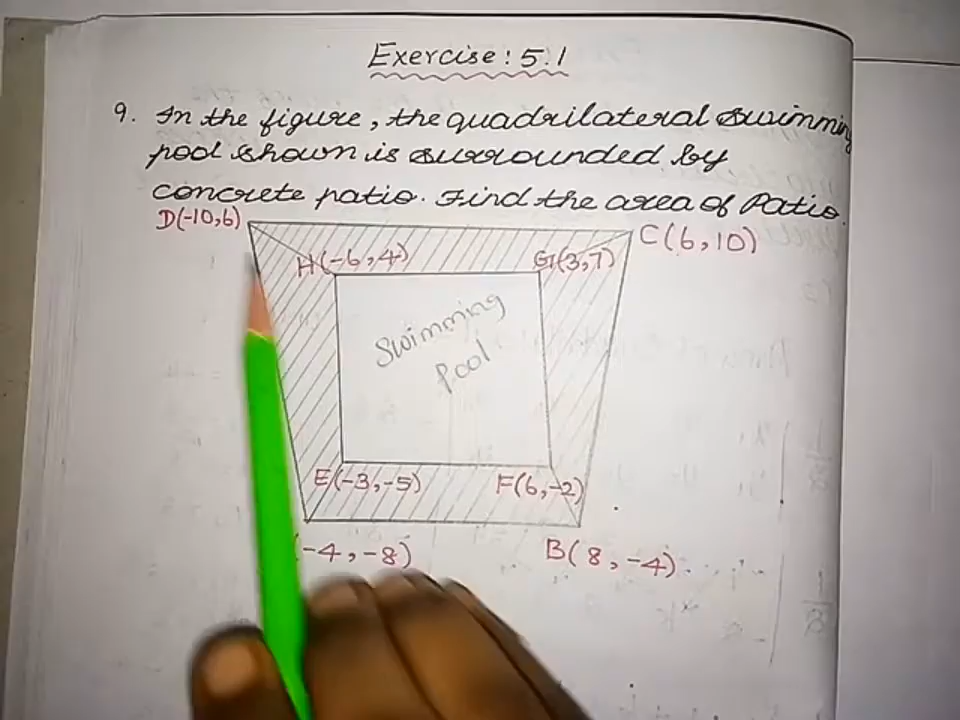 Exercise: 5.1
9. In the figure, the quadrilateral swimming
pool shown is surrounded by
concrete patio. Find the area of Patio.
D(-10,6)
C(6,10)
H(-6,4)
G(3,7)
Swimming
Pool
E(-3,-5)
F(6,-2)
(-4,-8)
B(8,-4)